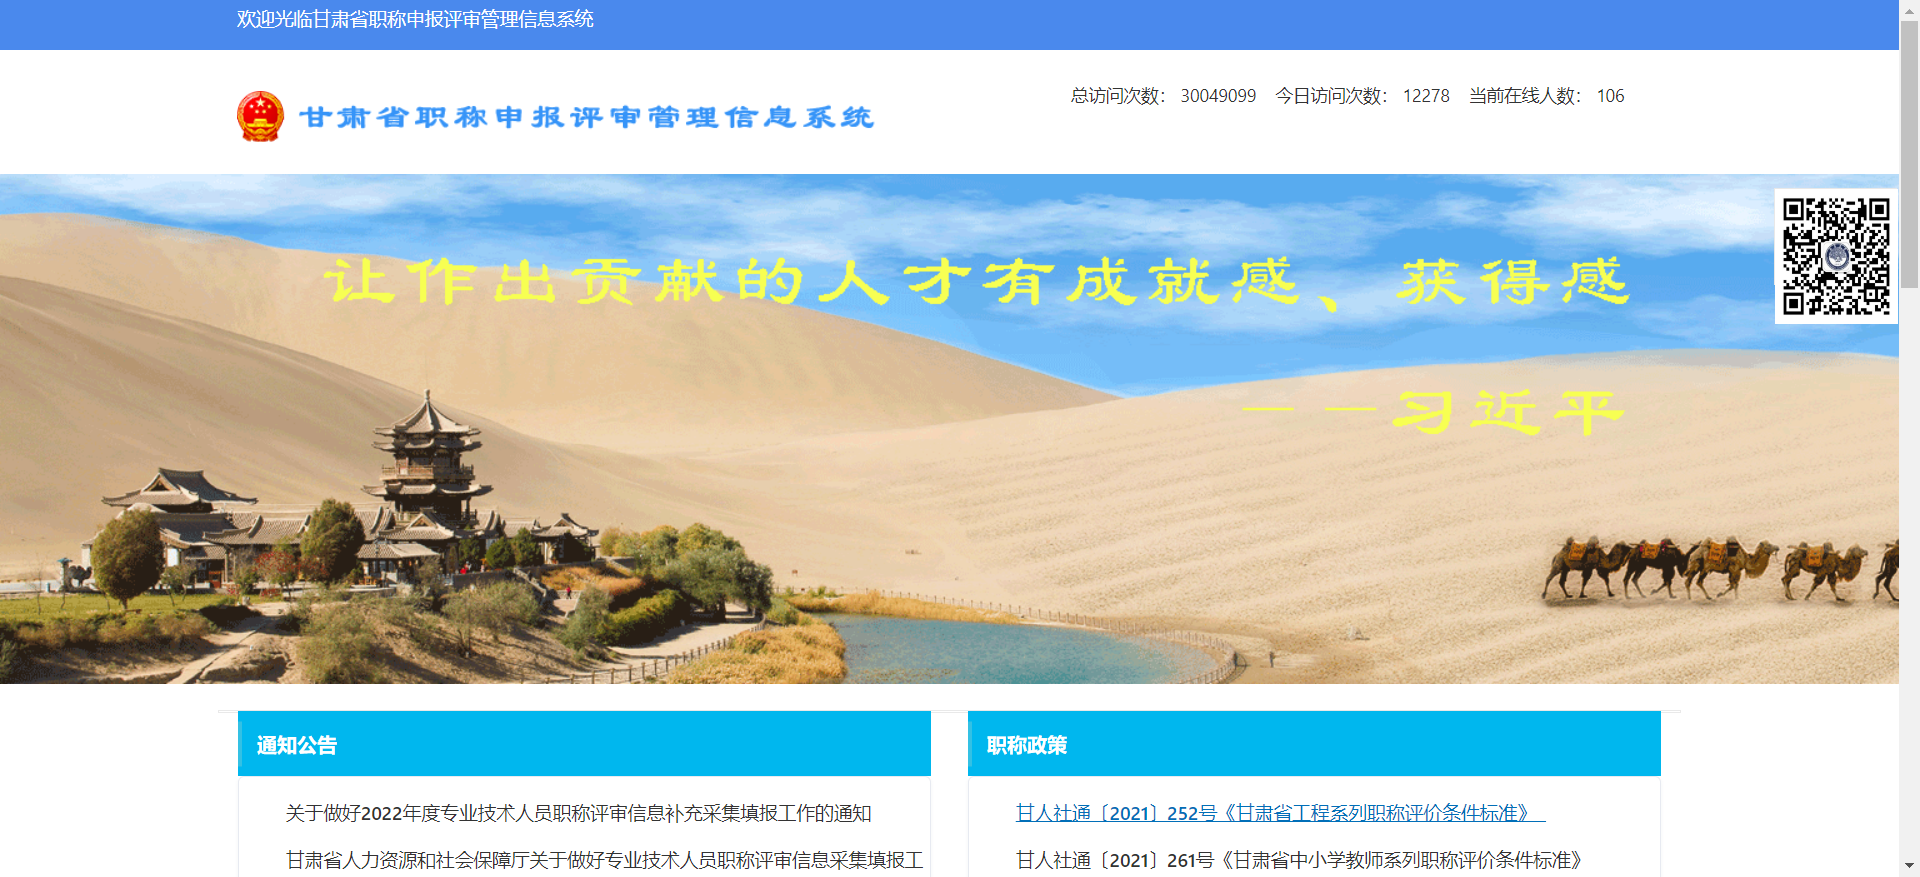 欢迎光临甘肃省职称申报评审管理信息系统
甘肃省职称申报评审管理信息系统
总访问次数： 30049099 今日访问次数： 12278 当前在线人数： 106
让作出贡献的人才有成就感、获得感
——习近平
通知公告
关于做好2022年度专业技术人员职称评审信息补充采集填报工作的通知
甘肃省人力资源和社会保障厅关于做好专业技术人员职称评审信息采集填报工
职称政策
甘人社通〔2021〕252号《甘肃省工程系列职称评价条件标准》
甘人社通〔2021〕261号《甘肃省中小学教师系列职称评价条件标准》